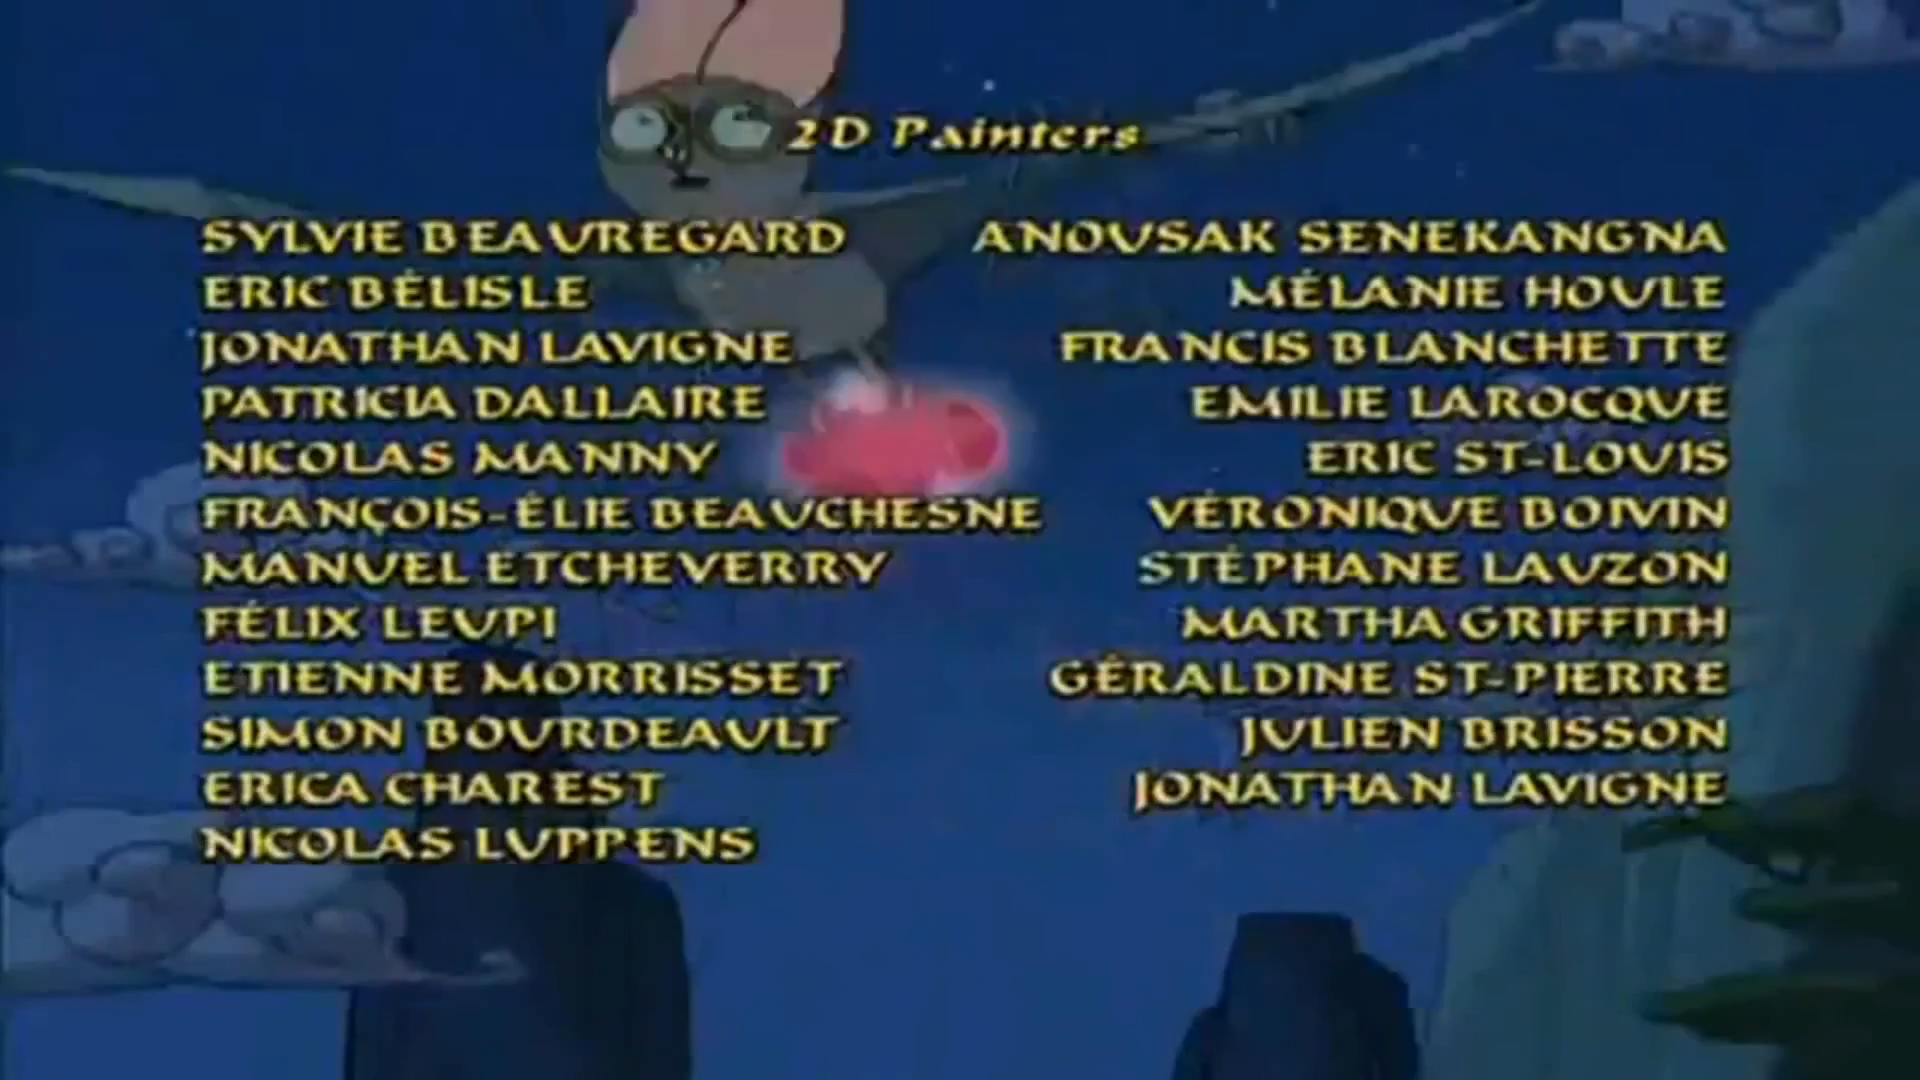 2D Painters
SYLVIE BEAUREGARD ANOUSAK SENEKANGNA
ERIC BÉLISLE MÉLANIE HOULE
JONATHAN LAVIGNE FRANCIS BLANCHETTE
PATRICIA DALLAIRE EMILIE LAROCQUE
NICOLAS MANNY ERIC ST-LOUIS
FRANÇOIS-ÉLIE BEAUCHESNE VÉRONIQUE BOIVIN
MANUEL ETCHEVERRY STÉPHANE LAUZON
FÉLIX LEUPI MARTHA GRIFFITH
ETIENNE MORRISSET GÉRALDINE ST-PIERRE
SIMON BOURDEAULT JULIEN BRISSON
ERICA CHAREST JONATHAN LAVIGNE
NICOLAS LUPPENS